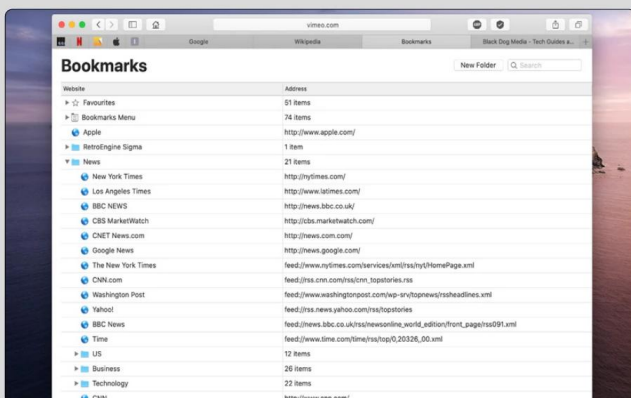 vimeo.com
Google Wikipedia Bookmarks Black Dog Media - Tech Guides a...
Bookmarks
New Folder Search
Website Address
Favourites 51 items
Bookmarks Menu 74 items
Apple http://www.apple.com/
RetroEngine Sigma 1 item
News 21 items
New York Times http://nytimes.com/
Los Angeles Times http://www.latimes.com/
BBC NEWS http://news.bbc.co.uk/
CBS MarketWatch http://cbs.marketwatch.com/
CNET News.com http://news.com.com/
Google News http://news.google.com/
The New York Times feed://www.nytimes.com/services/xml/rss/nyt/HomePage.xml
CNN.com feed://rss.cnn.com/rss/cnn_topstories.rss
Washington Post feed://www.washingtonpost.com/wp-srv/topnews/rssheadlines.xml
Yahoo! feed://rss.news.yahoo.com/rss/topstories
BBC News feed://news.bbc.co.uk/rss/newsonline_world_edition/front_page/rss091.xml
Time feed://www.time.com/time/rss/top/0,20326,00.xml
US 12 items
Business 26 items
Technology 22 items
CNN http://www.cnn.com/